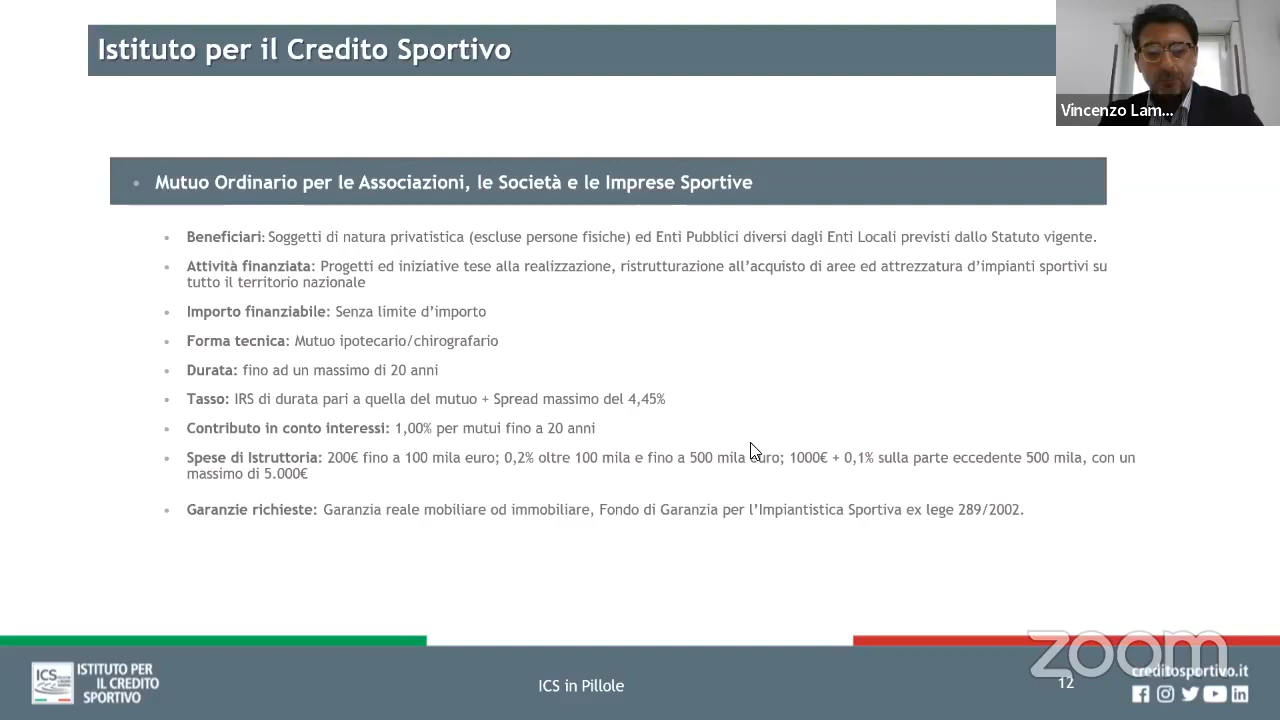 Istituto per il Credito Sportivo
Vincenzo Lam...
• Mutuo Ordinario per le Associazioni, le Società e le Imprese Sportive
• Beneficiari: Soggetti di natura privatistica (escluse persone fisiche) ed Enti Pubblici diversi dagli Enti Locali previsti dallo Statuto vigente.
• Attività finanziata: Progetti ed iniziative tese alla realizzazione, ristrutturazione all’acquisto di aree ed attrezzatura d’impianti sportivi su
tutto il territorio nazionale
• Importo finanziabile: Senza limite d’importo
• Forma tecnica: Mutuo ipotecario/chirografario
• Durata: fino ad un massimo di 20 anni
• Tasso: IRS di durata pari a quella del mutuo + Spread massimo del 4,45%
• Contributo in conto interessi: 1,00% per mutui fino a 20 anni
• Spese di Istruttoria: 200€ fino a 100 mila euro; 0,2% oltre 100 mila e fino a 500 mila euro; 1000€ + 0,1% sulla parte eccedente 500 mila, con un
massimo di 5.000€
• Garanzie richieste: Garanzia reale mobiliare od immobiliare, Fondo di Garanzia per l’Impiantistica Sportiva ex lege 289/2002.
zoom
ICS
ISTITUTO PER
IL CREDITO
SPORTIVO
ICS in Pillole
12
creditosportivo.it